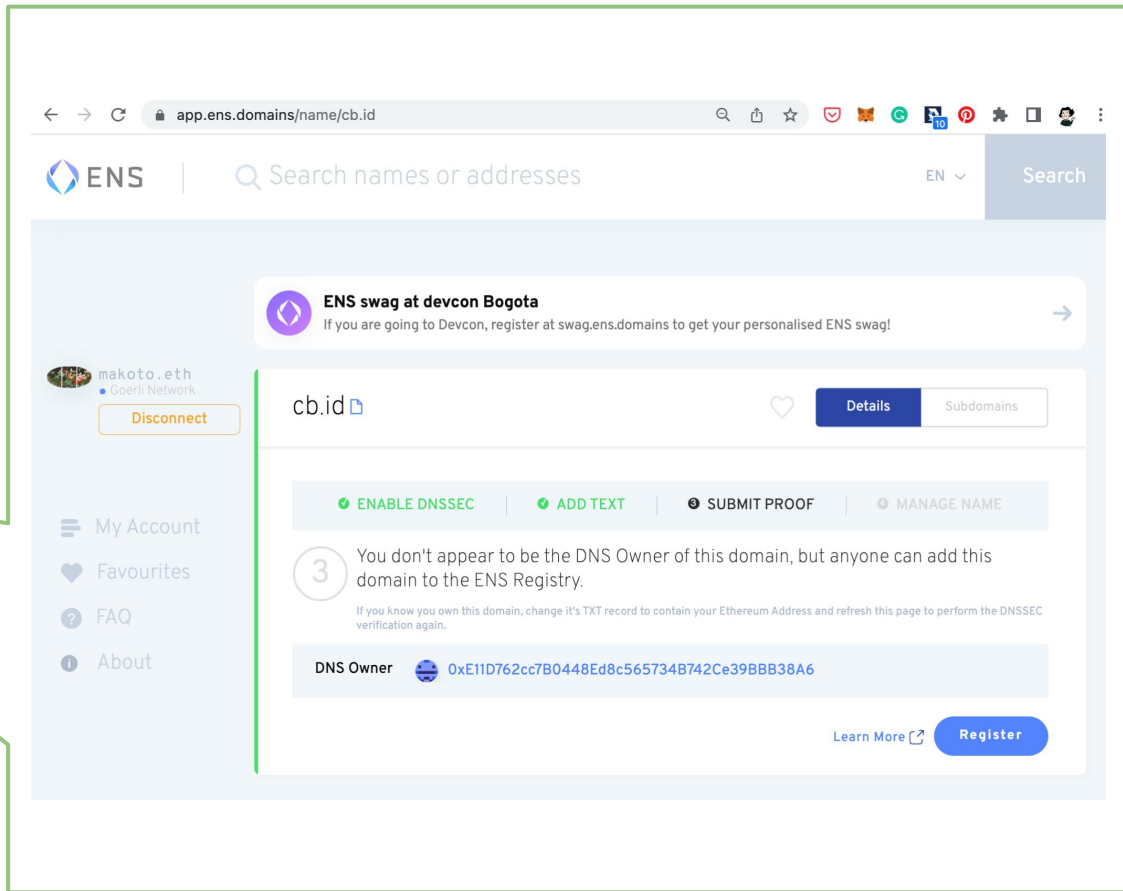 app.ens.domains/name/cb.id
10
ENS
Search names or addresses
EN
Search
ENS swag at devcon Bogota
If you are going to Devcon, register at swag.ens.domains to get your personalised ENS swag!
makoto.eth
Goerli Network
Disconnect
cb.id
Details
Subdomains
ENABLE DNSSEC
ADD TEXT
3 SUBMIT PROOF
4 MANAGE NAME
My Account
Favourites
FAQ
About
3
You don't appear to be the DNS Owner of this domain, but anyone can add this
domain to the ENS Registry.
If you know you own this domain, change it's TXT record to contain your Ethereum Address and refresh this page to perform the DNSSEC
verification again.
DNS Owner
0xE11D762cc7B0448Ed8c565734B742Ce39BBB38A6
Learn More
Register